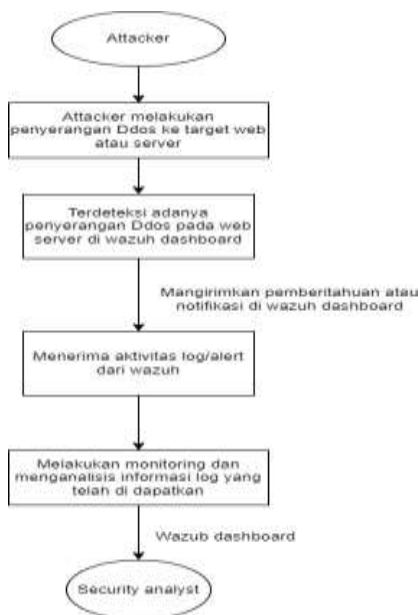 Attacker
Attacker melakukan
penyerangan Ddos ke target web
atau server
Terdeteksi adanya
penyerangan Ddos pada web
server di wazuh dashboard
Mangirimkan pemberitahuan atau
notifikasi di wazuh dashboard
Menerima aktivitas log/alert
dari wazuh
Melakukan monitoring dan
menganalisis informasi log yang
telah di dapatkan
Wazub dashboard
Security analyst